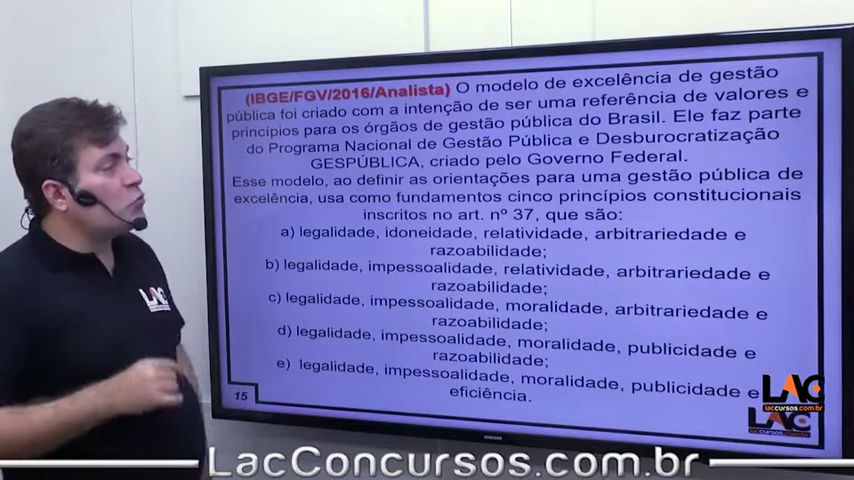 (IBGE/FGV/2016/Analista) O modelo de excelência de gestão
pública foi criado com a intenção de ser uma referência de valores e
princípios para os órgãos de gestão pública do Brasil. Ele faz parte
do Programa Nacional de Gestão Pública e Desburocratização
GESPÚBLICA, criado pelo Governo Federal.
Esse modelo, ao definir as orientações para uma gestão pública de
excelência, usa como fundamentos cinco princípios constitucionais
inscritos no art. nº 37, que são:
a) legalidade, idoneidade, relatividade, arbitrariedade e
razoabilidade;
b) legalidade, impessoalidade, relatividade, arbitrariedade e
razoabilidade;
c) legalidade, impessoalidade, moralidade, arbitrariedade e
razoabilidade;
d) legalidade, impessoalidade, moralidade, publicidade e
razoabilidade;
e) legalidade, impessoalidade, moralidade, publicidade e
eficiência.
15
LAC
LAC
laccursos.com.br
LAC
laccursos.com.br
SAMSUNG
LacConcursos.com.br